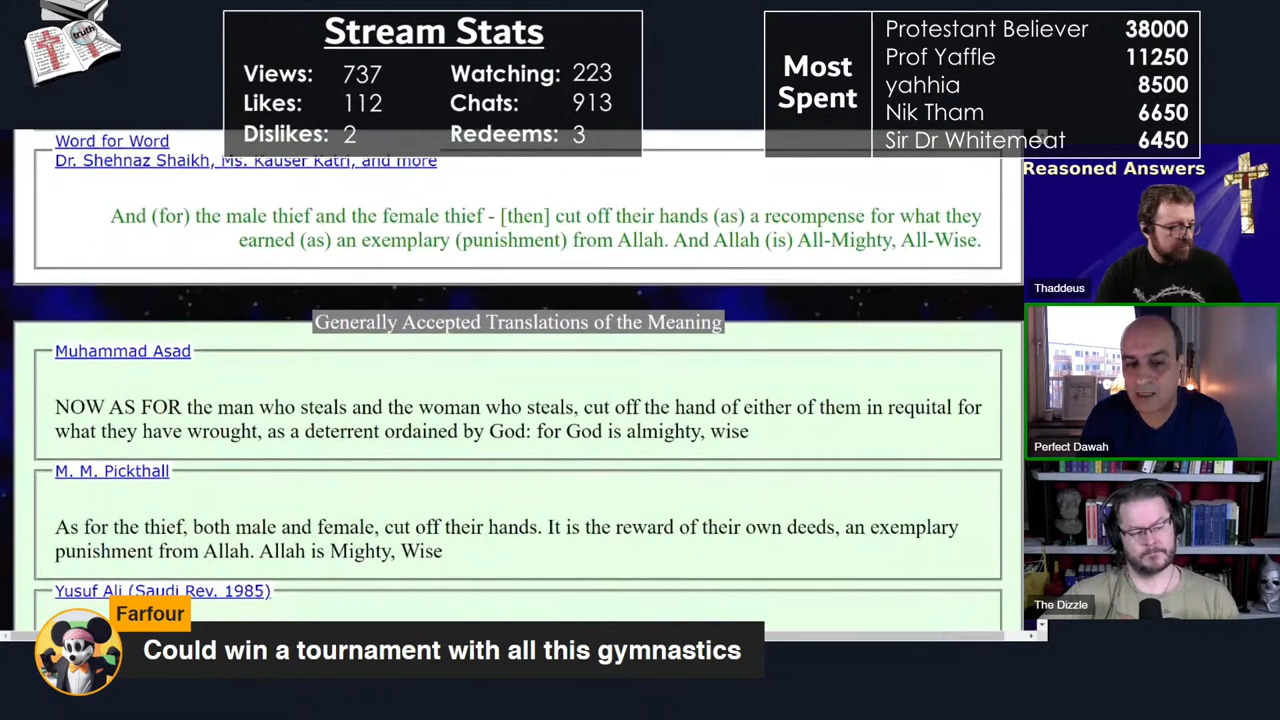 truth
Stream Stats
Views: 737
Watching: 223
Likes: 112
Chats: 913
Dislikes: 2
Redeems: 3
Most
Spent
Protestant Believer 38000
Prof Yaffle 11250
yahhia 8500
Nik Tham 6650
Sir Dr Whitemeat 6450
Word for Word
Dr. Shehnaz Shaikh, Ms. Kauser Katri, and more
And (for) the male thief and the female thief - [then] cut off their hands (as) a recompense for what they
earned (as) an exemplary (punishment) from Allah. And Allah (is) All-Mighty, All-Wise.
Generally Accepted Translations of the Meaning
Muhammad Asad
NOW AS FOR the man who steals and the woman who steals, cut off the hand of either of them in requital for
what they have wrought, as a deterrent ordained by God: for God is almighty, wise
M. M. Pickthall
As for the thief, both male and female, cut off their hands. It is the reward of their own deeds, an exemplary
punishment from Allah. Allah is Mighty, Wise
Yusuf Ali (Saudi Rev. 1985)
Reasoned Answers
Thaddeus
Perfect Dawah
The Dizzle
Farfour
Could win a tournament with all this gymnastics